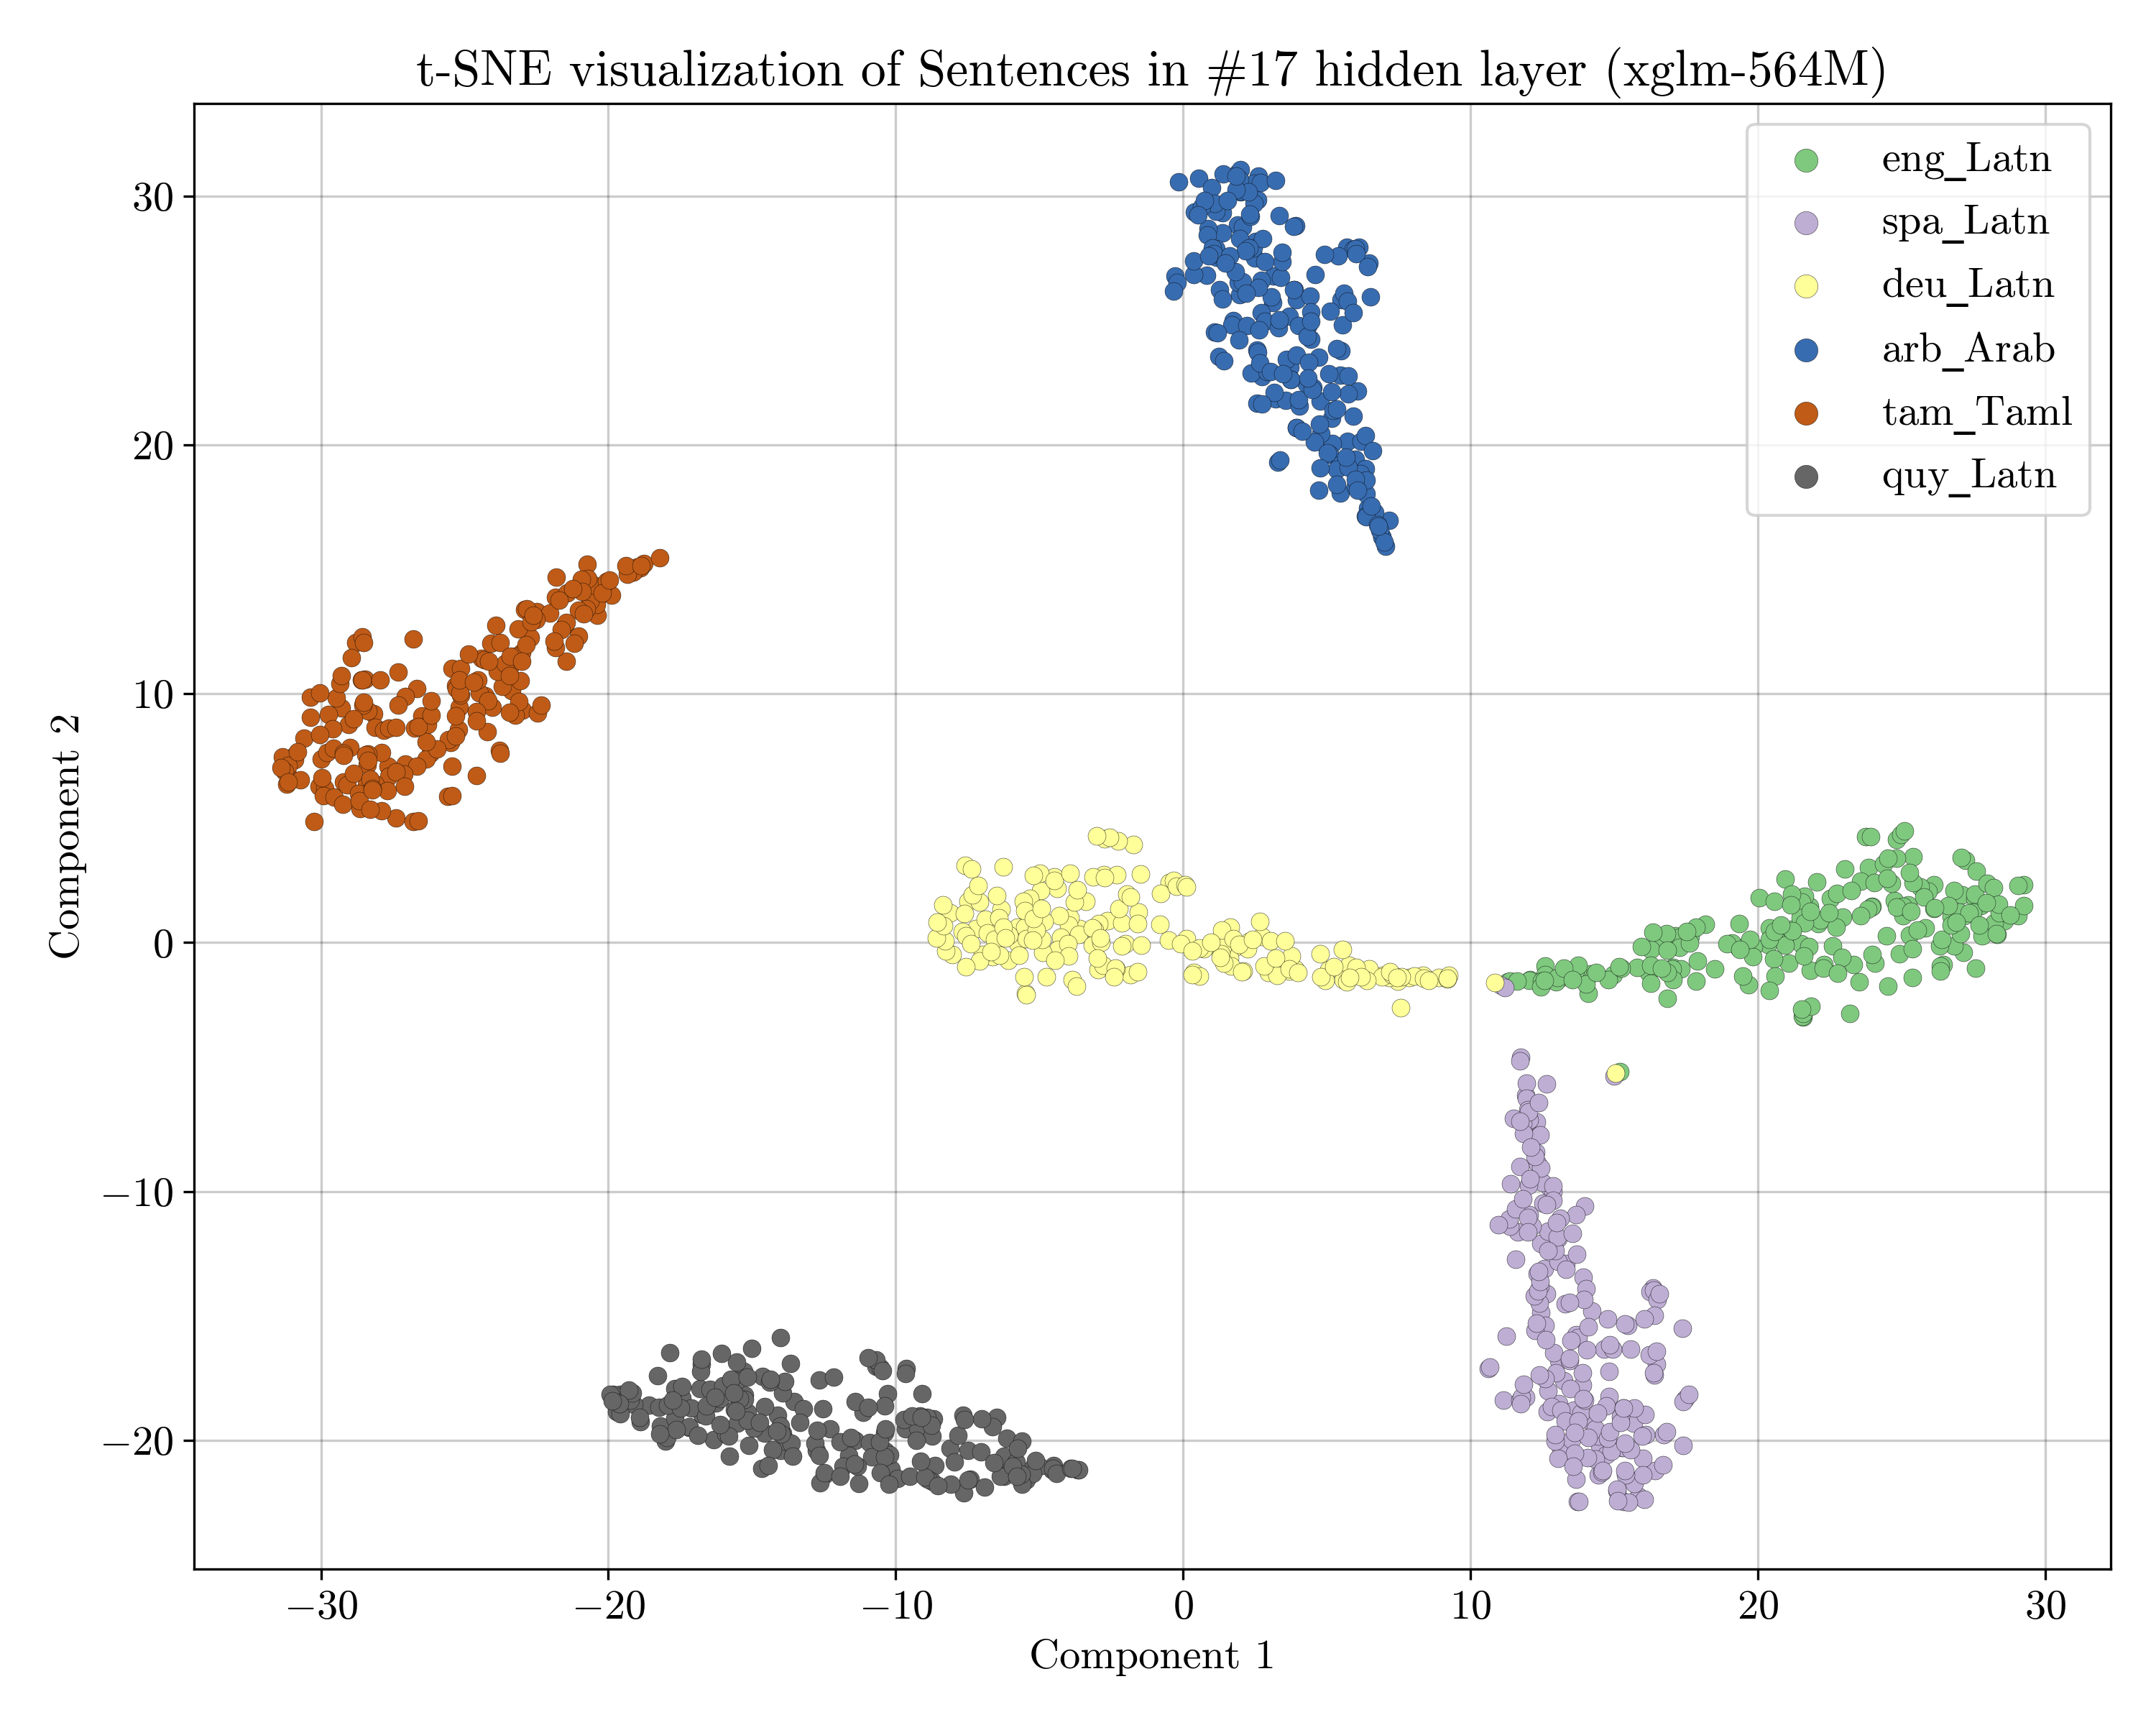 t-SNE visualization of Sentences in #17 hidden layer (xglm-564M)
eng_Latn
spa_Latn
deu_Latn
arb_Arab
tam_Taml
quy_Latn
Component 2
30
20
10
0
−10
−20
−30
−20
−10
0
10
20
30
Component 1